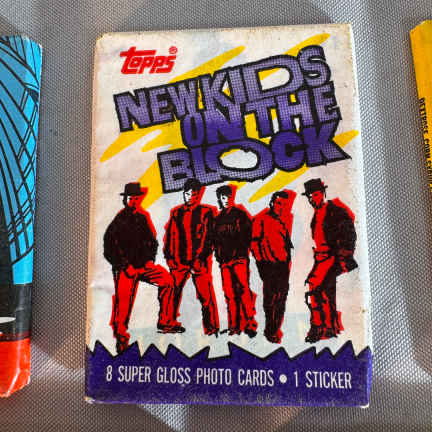 topps®
NEW KIDS
ON THE
BLOCK
8 SUPER GLOSS PHOTO CARDS • 1 STICKER